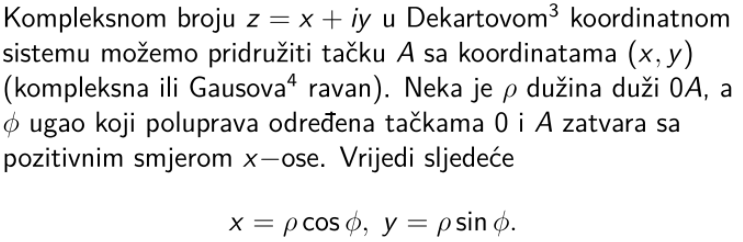 Kompleksnom broju z = x + iy u Dekartovom³ koordinatnom
sistemu možemo pridružiti tačku A sa koordinatama (x, y)
(kompleksna ili Gausova⁴ ravan). Neka je ρ dužina duži 0A, a
ϕ ugao koji poluprava određena tačkama 0 i A zatvara sa
pozitivnim smjerom x−ose. Vrijedi sljedeće
x = ρ cos ϕ, y = ρ sin ϕ.